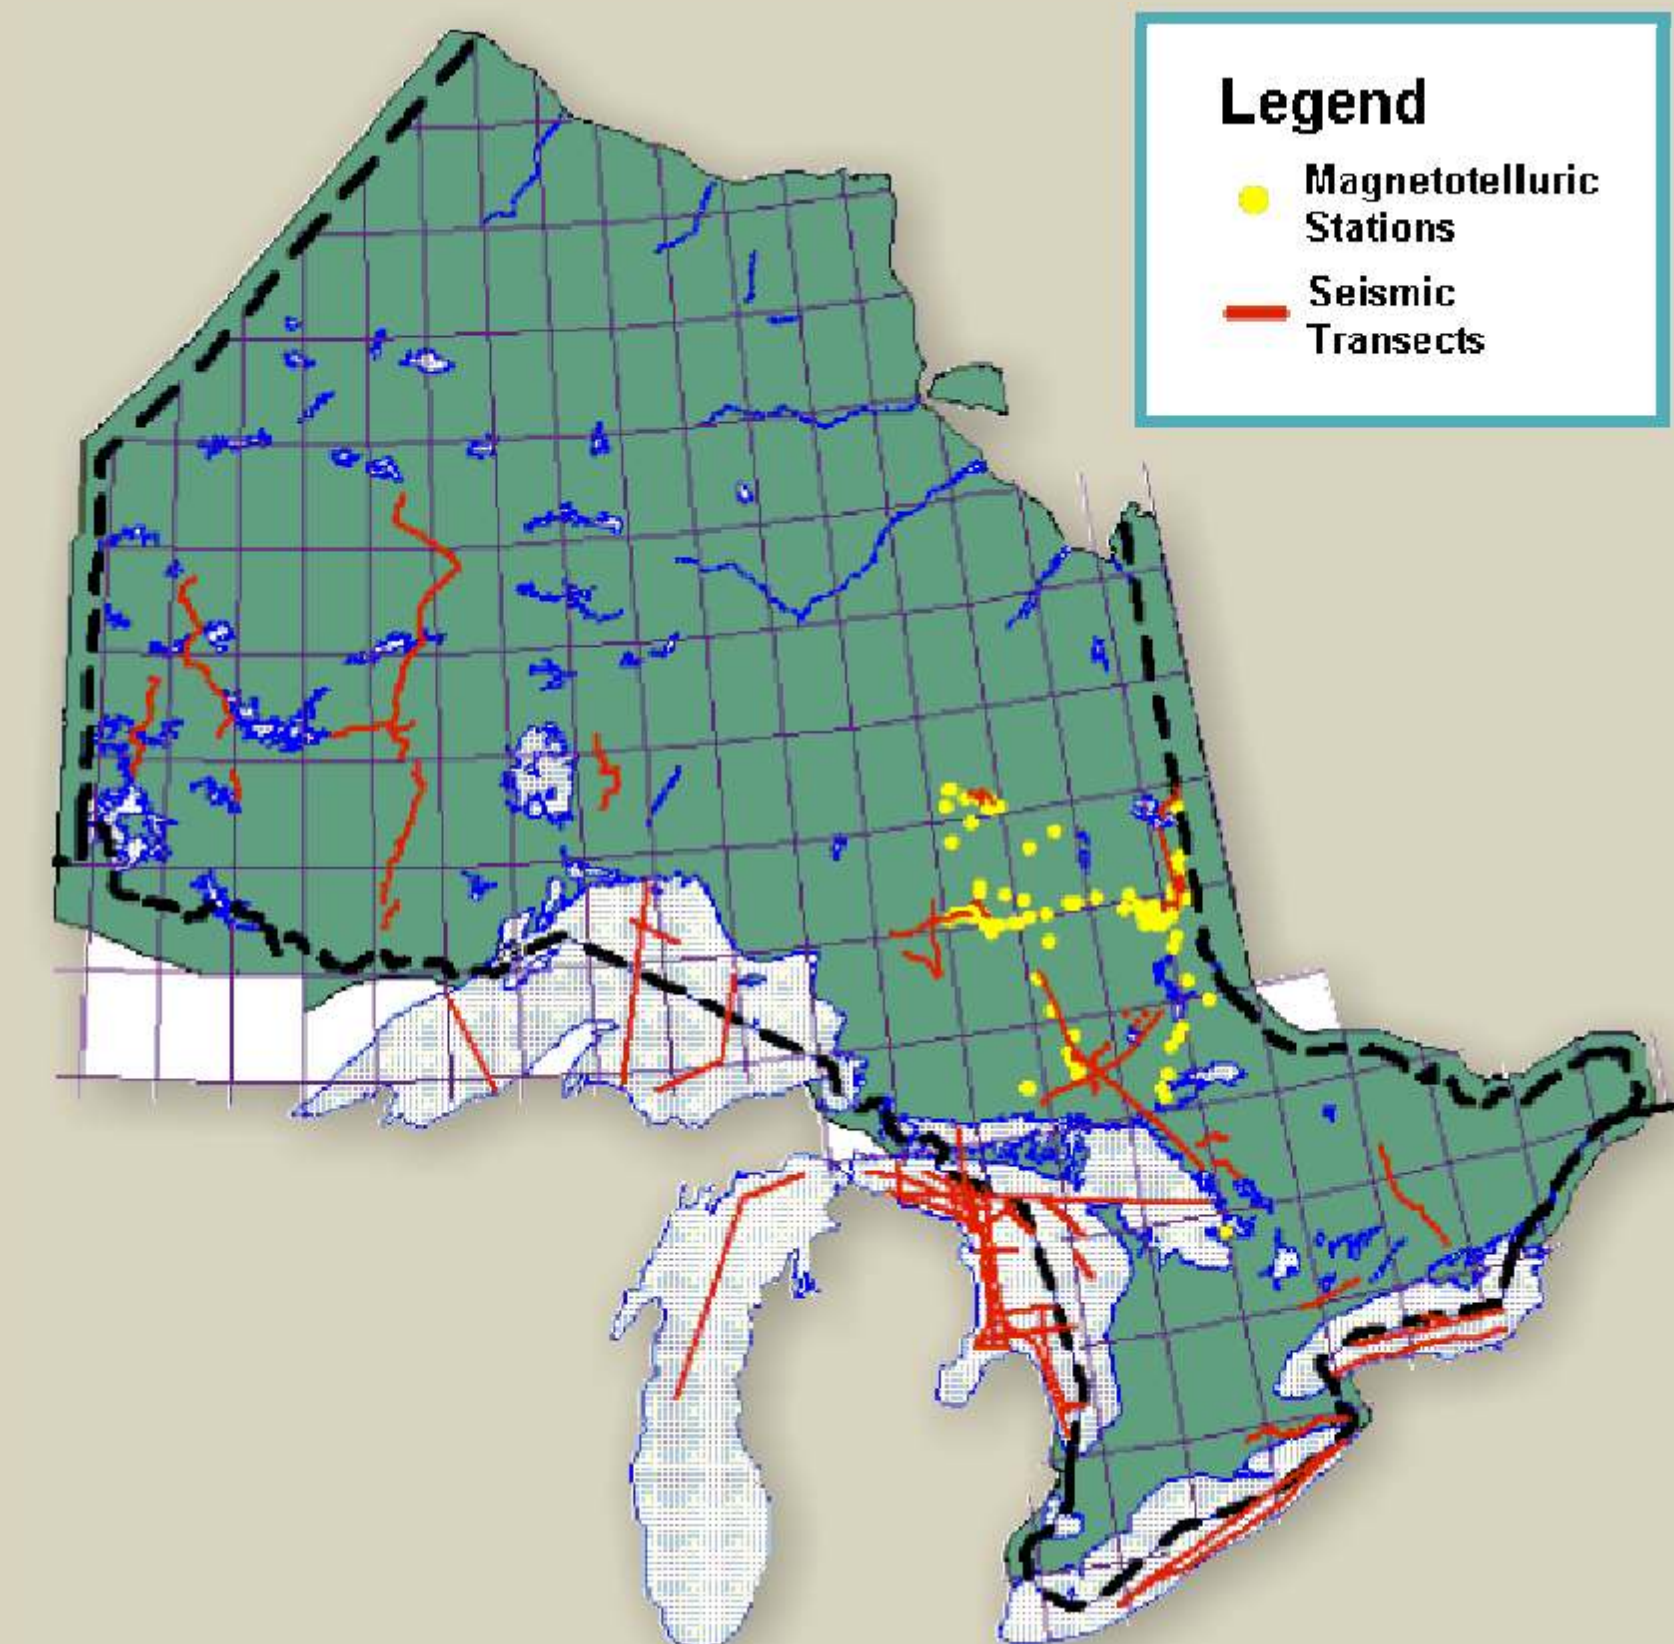 Legend
Magnetotelluric
Stations
Seismic
Transects